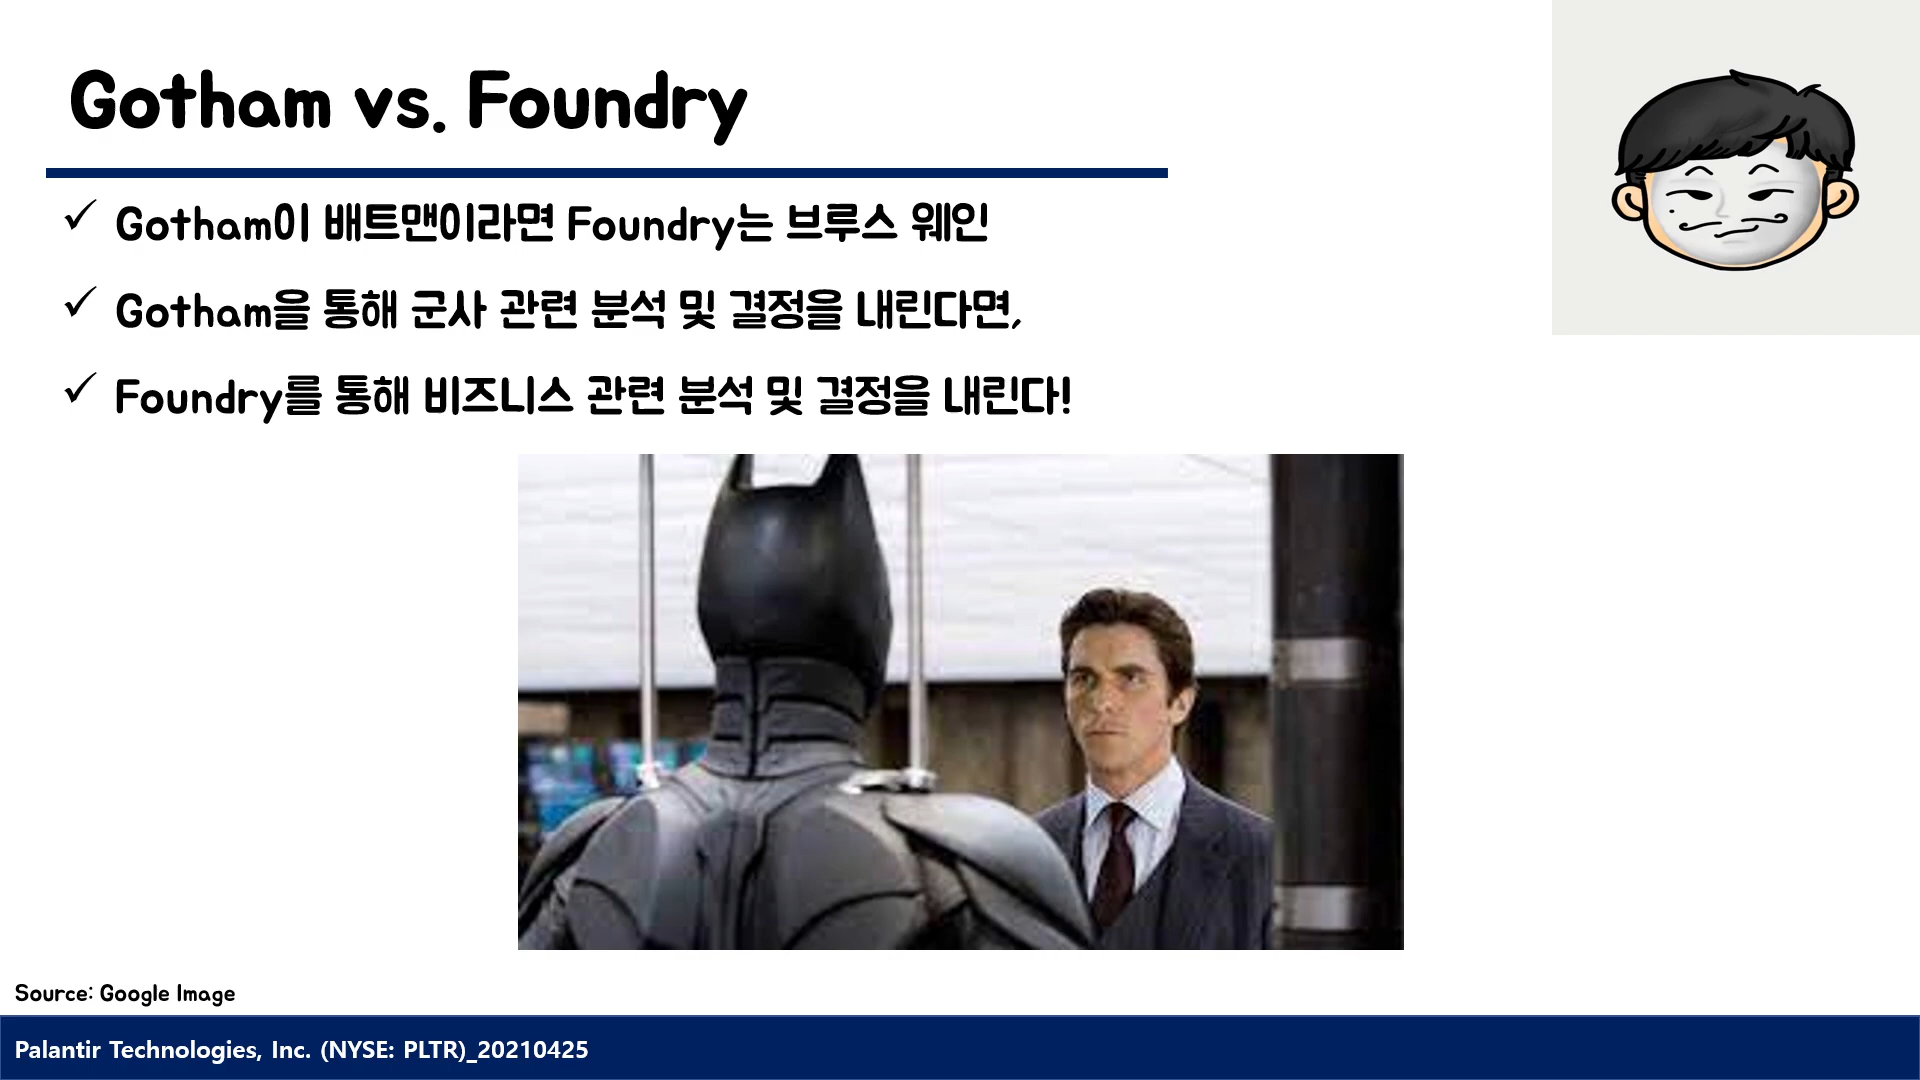 Gotham vs. Foundry
Gotham이 배트맨이라면 Foundry는 브루스 웨인
Gotham을 통해 군사 관련 분석 및 결정을 내린다면,
Foundry를 통해 비즈니스 관련 분석 및 결정을 내린다!
Source: Google Image
Palantir Technologies, Inc. (NYSE: PLTR)_20210425